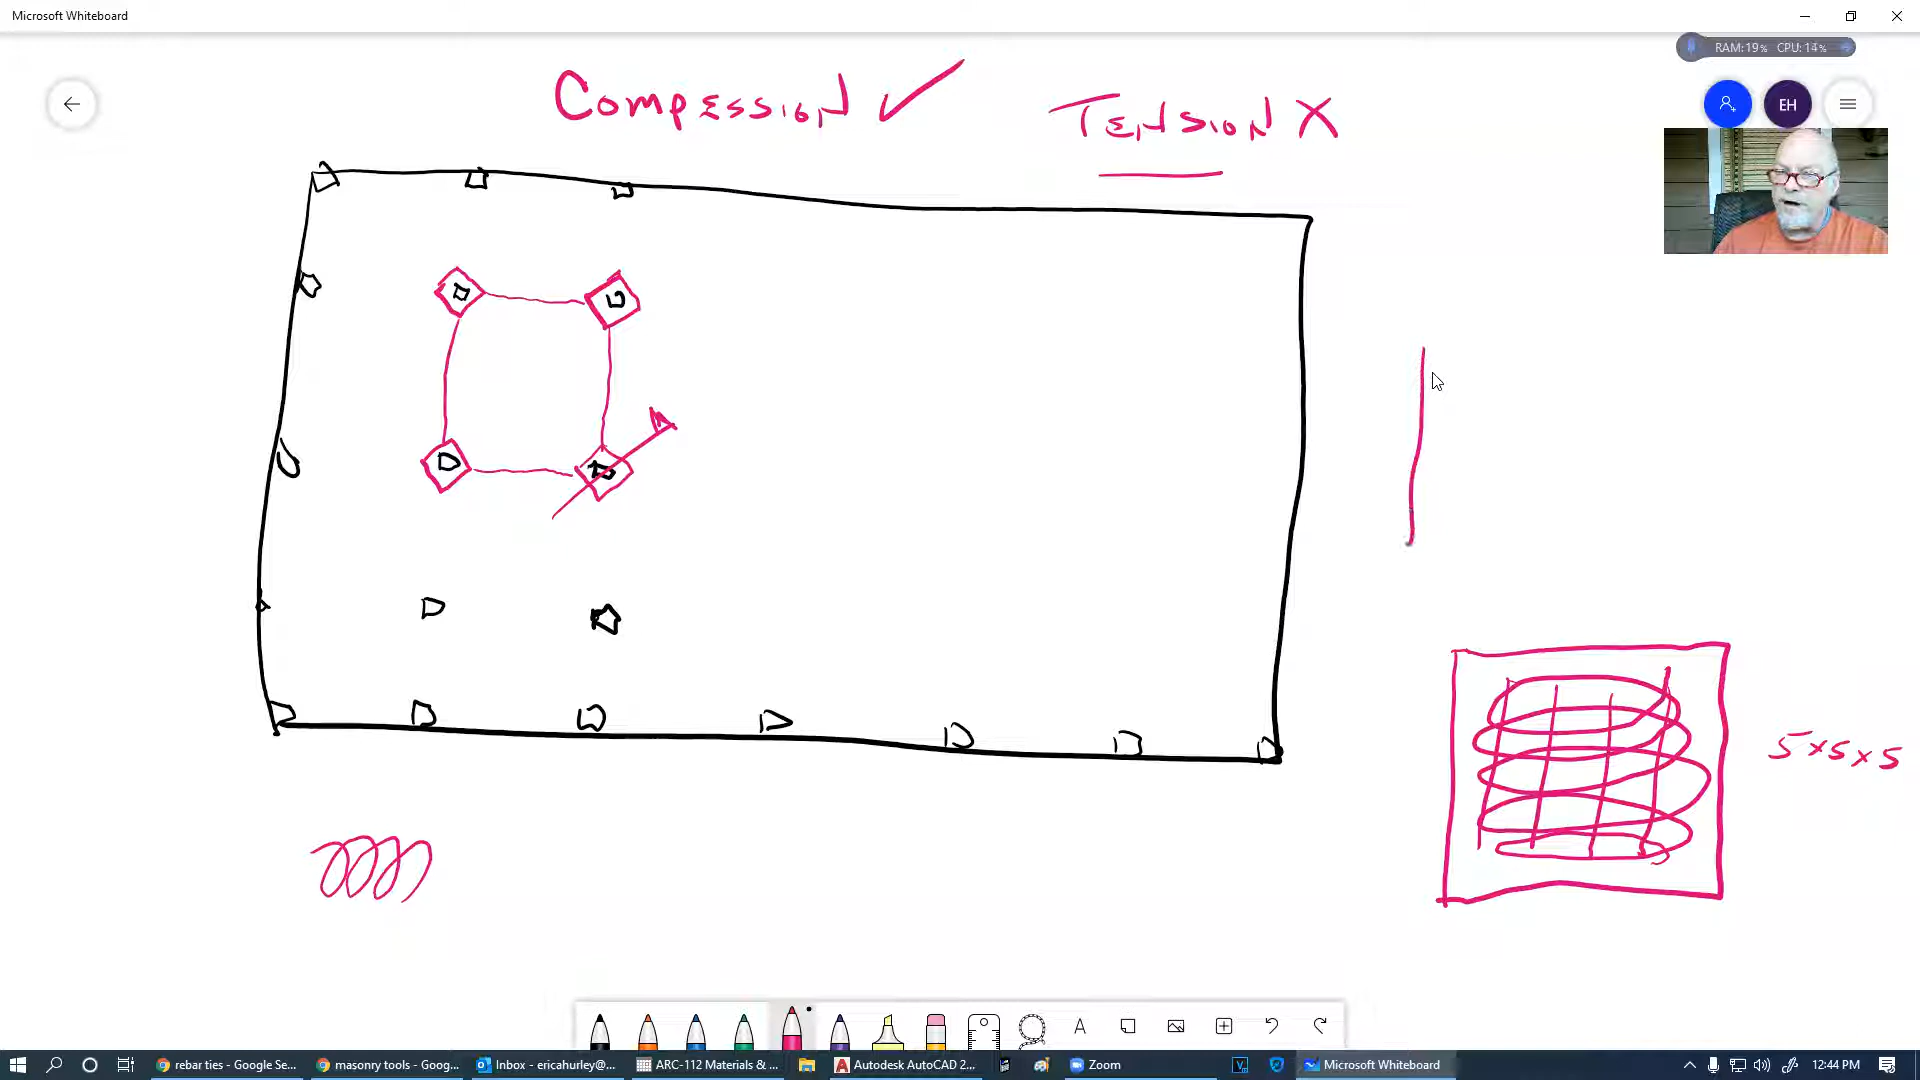 Microsoft Whiteboard
RAM:19% CPU:14%
EH
Compession ✓ Tension X
5x5x5
A
rebar ties - Google Se...
masonry tools - Goog...
Inbox - ericahurley@...
ARC-112 Materials & ...
Autodesk AutoCAD 2...
Zoom
Microsoft Whiteboard
12:44 PM